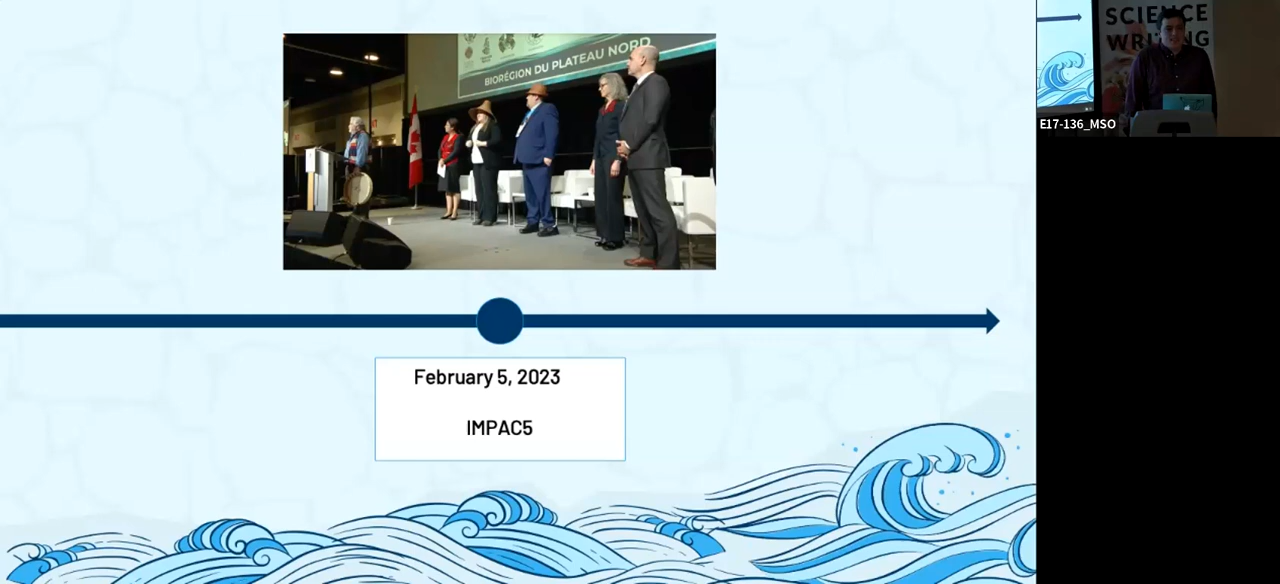 BIORÉGION DU PLATEAU NORD
February 5, 2023
IMPAC5
SCIENCE
WRITING
E17-136_MSO